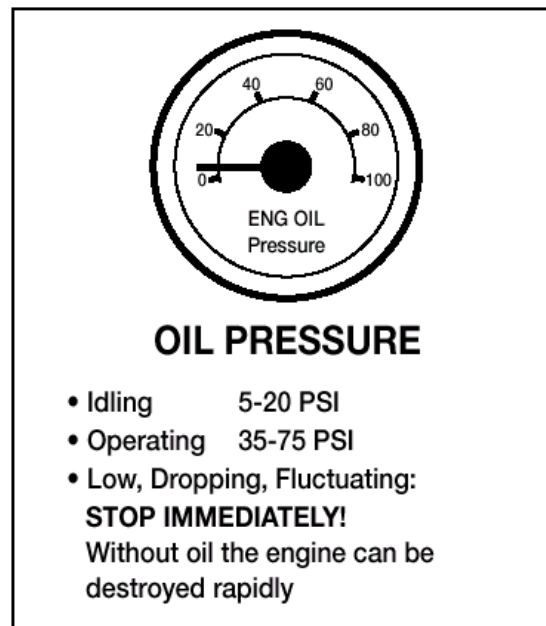 40 60
20 80
0 100
ENG OIL
Pressure
OIL PRESSURE
• Idling 5-20 PSI
• Operating 35-75 PSI
• Low, Dropping, Fluctuating:
STOP IMMEDIATELY!
Without oil the engine can be
destroyed rapidly